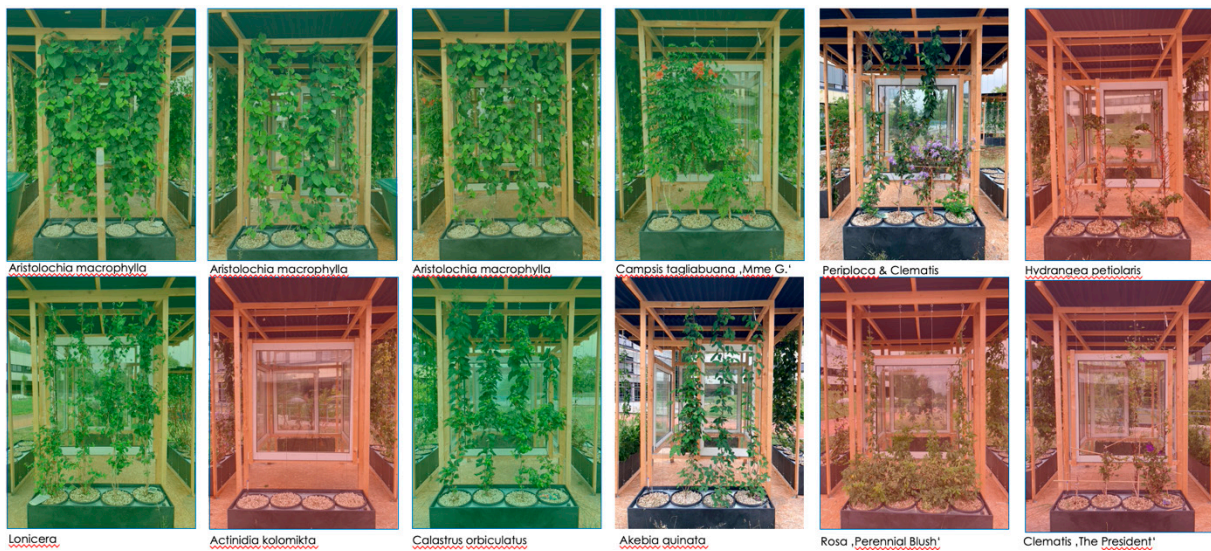 Aristolochia macrophylla
Aristolochia macrophylla
Aristolochia macrophylla
Campsis tagliabuana ‚Mme G.‘
Periploca & Clematis
Hydrangea petiolaris
Lonicera
Actinidia kolomikta
Calastrus orbiculatus
Akebia quinata
Rosa ‚Perennial Blush‘
Clematis ‚The President‘